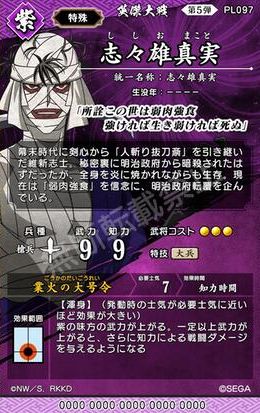 紫
特殊
英傑大戦
第5弾
PL097
ししお まこと
志々雄真実
統一名称：志々雄真実
生没年：----
「所詮この世は弱肉強食
強ければ生き弱ければ死ぬ」
幕末時代に剣心から「人斬り抜刀斎」を引き継い
だ維新志士。秘密裏に明治政府から暗殺されたは
ずだったが、全身を炎に焼かれながらも生存。現
在は「弱肉強食」を信念に、明治政府転覆を企ん
でいる。
兵種 武力 知力 武将コスト
槍兵 9 9 特技 大兵
ごうかのだいごうれい 必要士気 効果時間
業火の大号令 7 知力時間
効果範囲
【渾身】（発動時の士気が必要士気に近い
ほど効果が大きい）
紫の味方の武力が上がる。一定以上武力が
上がると、さらに知力による戦闘ダメージ
を与えるようになる
©NW／S, RKKD ©SEGA
0000-0000-0000-0000-0000